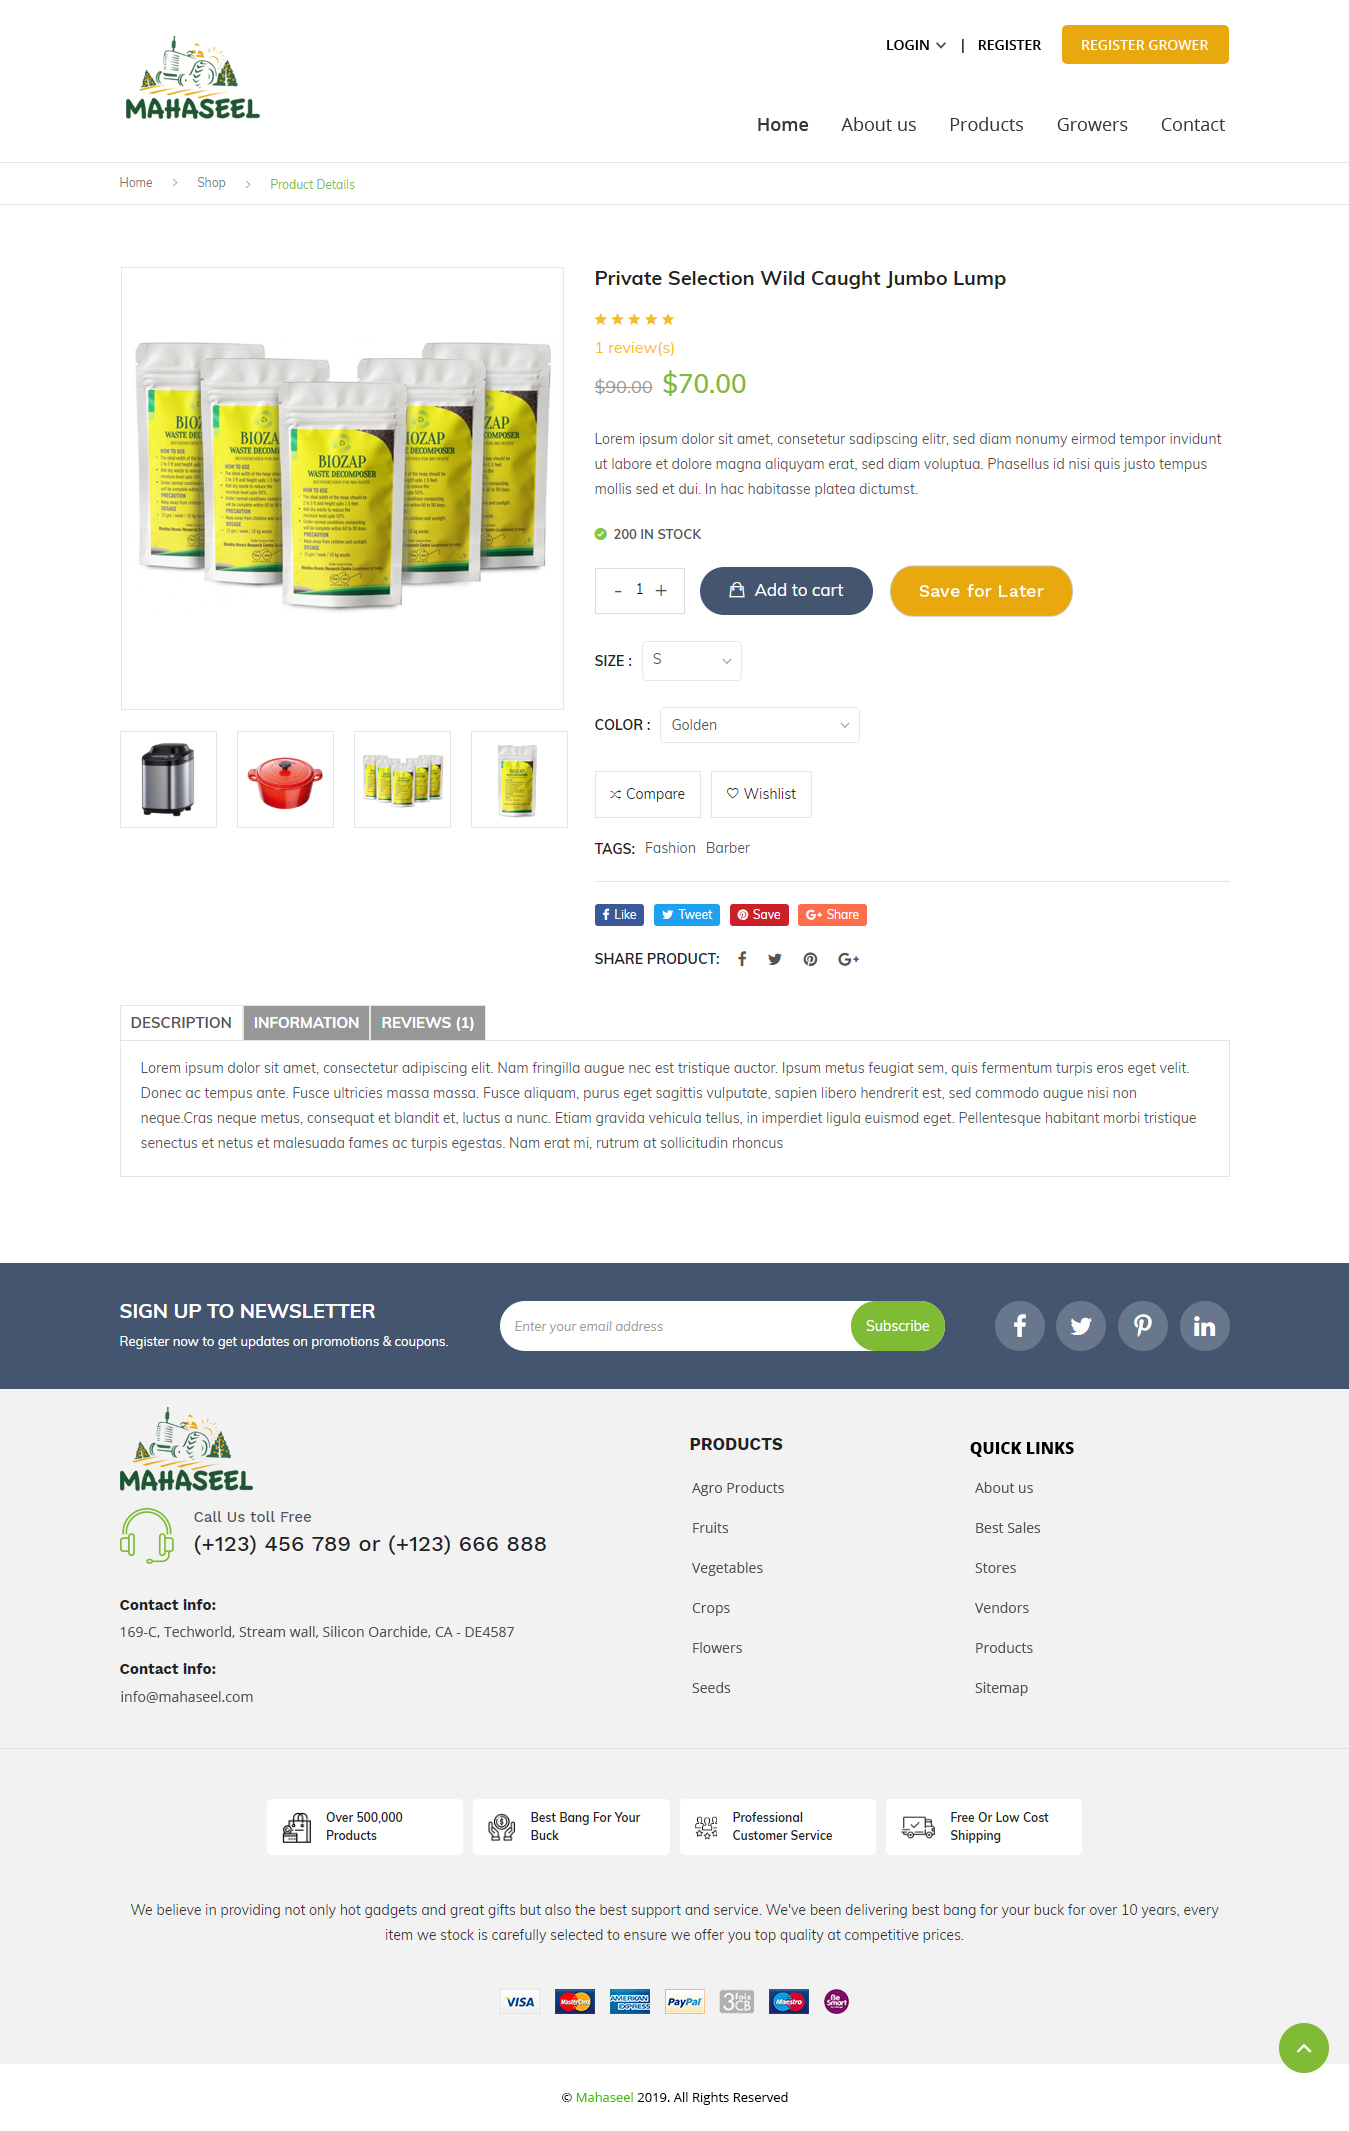 LOGIN | REGISTER REGISTER GROWER
MAHASEEL
Home About us Products Growers Contact
Home > Shop > Product Details
Private Selection Wild Caught Jumbo Lump
1 review(s)
$90.00 $70.00
Lorem ipsum dolor sit amet, consetetur sadipscing elitr, sed diam nonumy eirmod tempor invidunt
ut labore et dolore magna aliquyam erat, sed diam voluptua. Phasellus id nisi quis justo tempus
mollis sed et dui. In hac habitasse platea dictumst.
200 IN STOCK
- 1 + Add to cart Save for Later
SIZE : S
COLOR : Golden
Compare Wishlist
TAGS: Fashion Barber
Like Tweet Save G+ Share
SHARE PRODUCT:
BIOZAP
WASTE DECOMPOSER
RECOMMENDED FOR BIO WASTE
HOW TO USE
PRECAUTION
DOSAGE
DESCRIPTION INFORMATION REVIEWS (1)
Lorem ipsum dolor sit amet, consectetur adipiscing elit. Nam fringilla augue nec est tristique auctor. Ipsum metus feugiat sem, quis fermentum turpis eros eget velit.
Donec ac tempus ante. Fusce ultricies massa massa. Fusce aliquam, purus eget sagittis vulputate, sapien libero hendrerit est, sed commodo augue nisi non
neque.Cras neque metus, consequat et blandit et, luctus a nunc. Etiam gravida vehicula tellus, in imperdiet ligula euismod eget. Pellentesque habitant morbi tristique
senectus et netus et malesuada fames ac turpis egestas. Nam erat mi, rutrum at sollicitudin rhoncus
SIGN UP TO NEWSLETTER
Register now to get updates on promotions & coupons.
Enter your email address Subscribe
MAHASEEL
Call Us toll Free
(+123) 456 789 or (+123) 666 888
Contact info:
169-C, Techworld, Stream wall, Silicon Oarchide, CA - DE4587
Contact info:
info@mahaseel.com
PRODUCTS
Agro Products
Fruits
Vegetables
Crops
Flowers
Seeds
QUICK LINKS
About us
Best Sales
Stores
Vendors
Products
Sitemap
Over 500,000
Products
Best Bang For Your
Buck
Professional
Customer Service
Free Or Low Cost
Shipping
We believe in providing not only hot gadgets and great gifts but also the best support and service. We've been delivering best bang for your buck for over 10 years, every
item we stock is carefully selected to ensure we offer you top quality at competitive prices.
VISA MasterCard AMERICAN EXPRESS PayPal 3 fois CB Maestro Be Smart
© Mahaseel 2019. All Rights Reserved